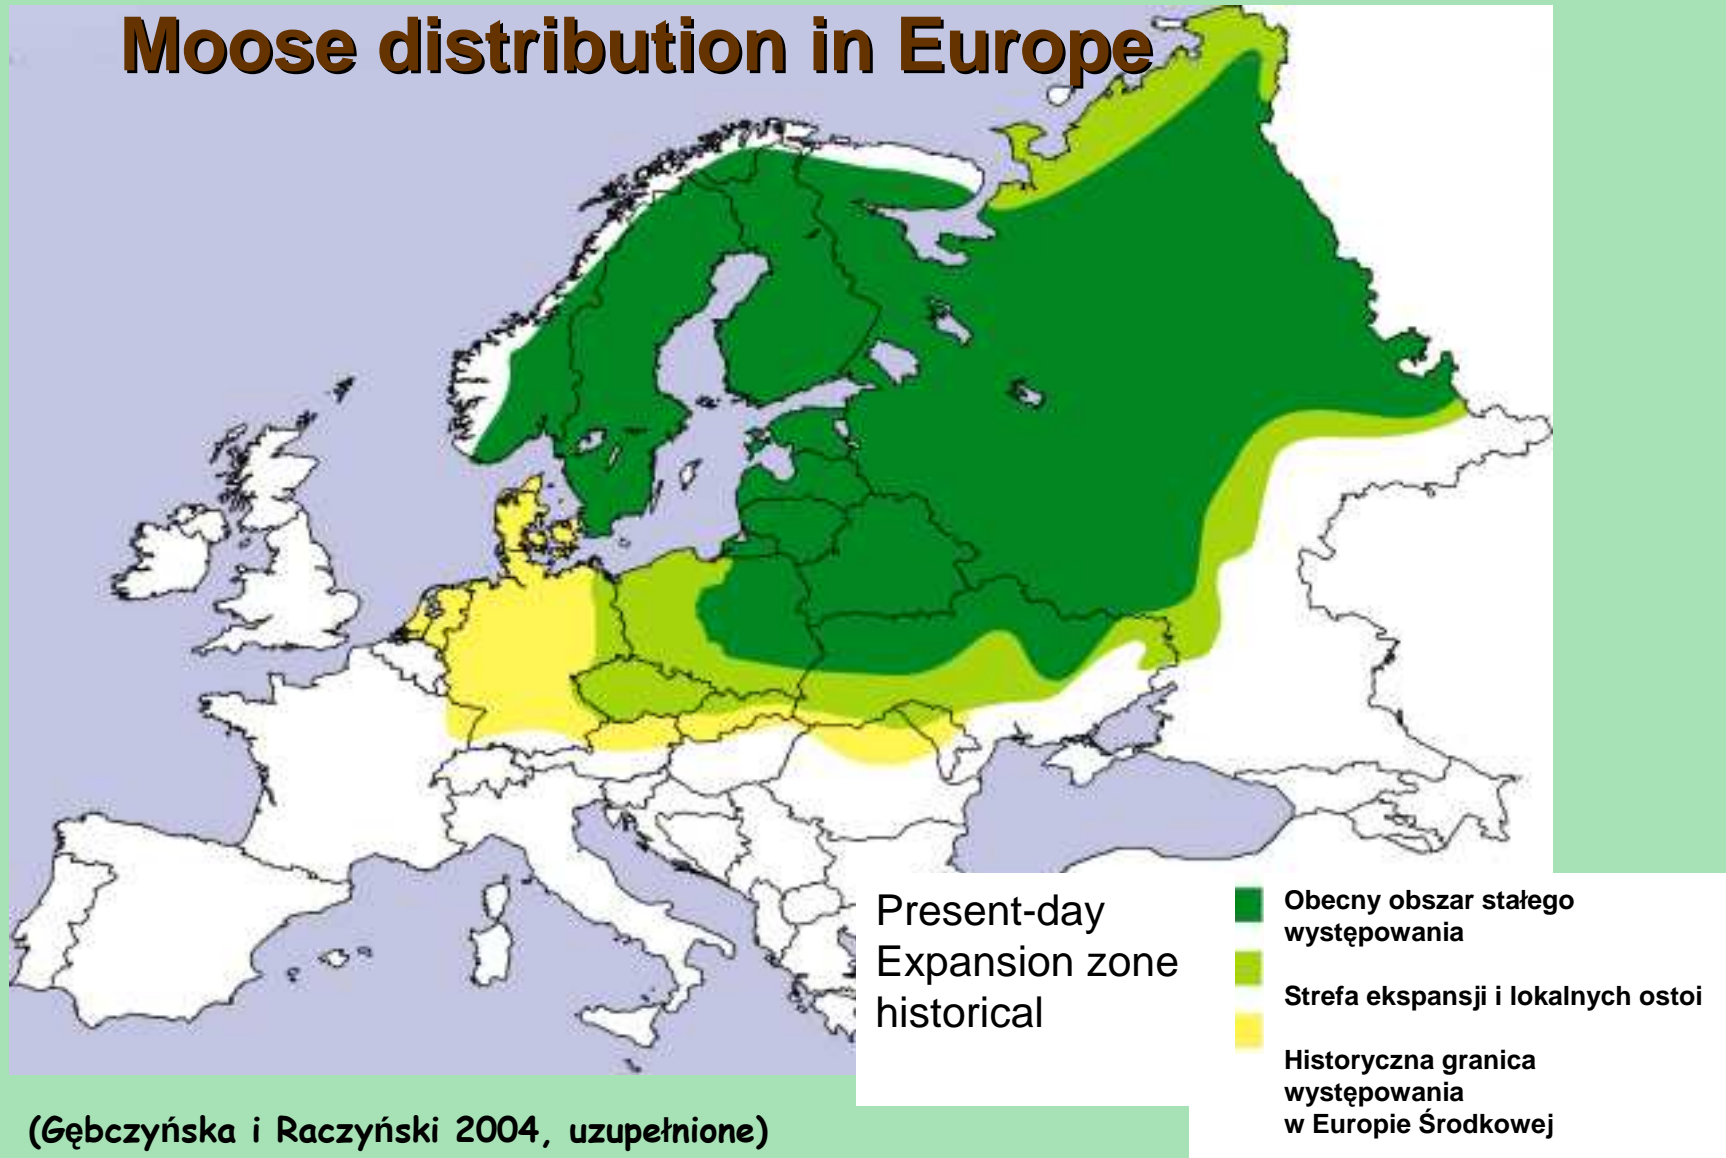 Moose distribution in Europe
Present-day
Expansion zone
historical
Obecny obszar stałego
występowania
Strefa ekspansji i lokalnych ostoi
Historyczna granica
występowania
w Europie Środkowej
(Gębczyńska i Raczyński 2004, uzupełnione)